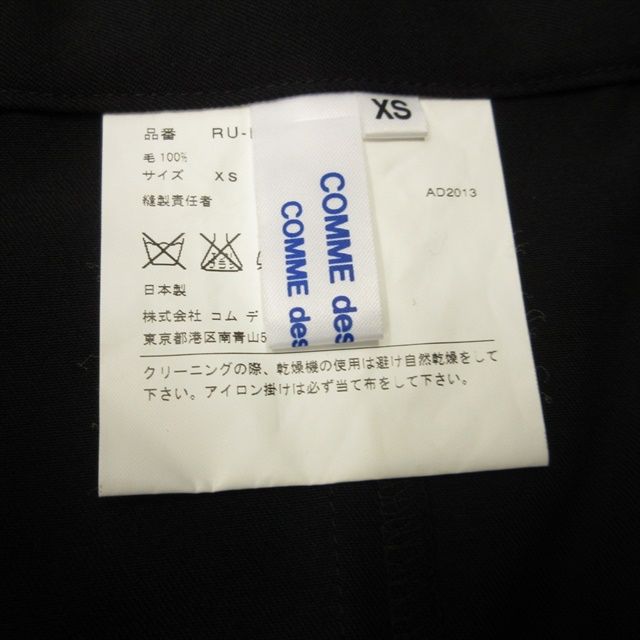 XS
品番 RU-
毛 100%
サイズ XS
縫製責任者
AD2013
COMME des
COMME des
日本製
株式会社 コム デ
東京都港区南青山5
クリーニングの際、乾燥機の使用は避け自然乾燥をして
下さい。アイロン掛けは必ず当て布をして下さい。